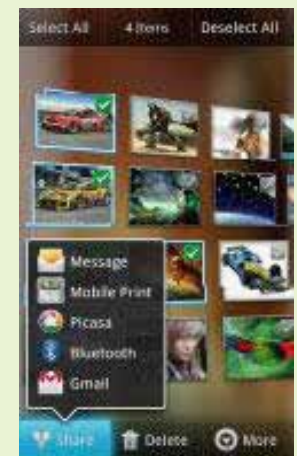 Select All 4 Items Deselect All
Message
Mobile Print
Picasa
Bluetooth
Gmail
Share Delete More